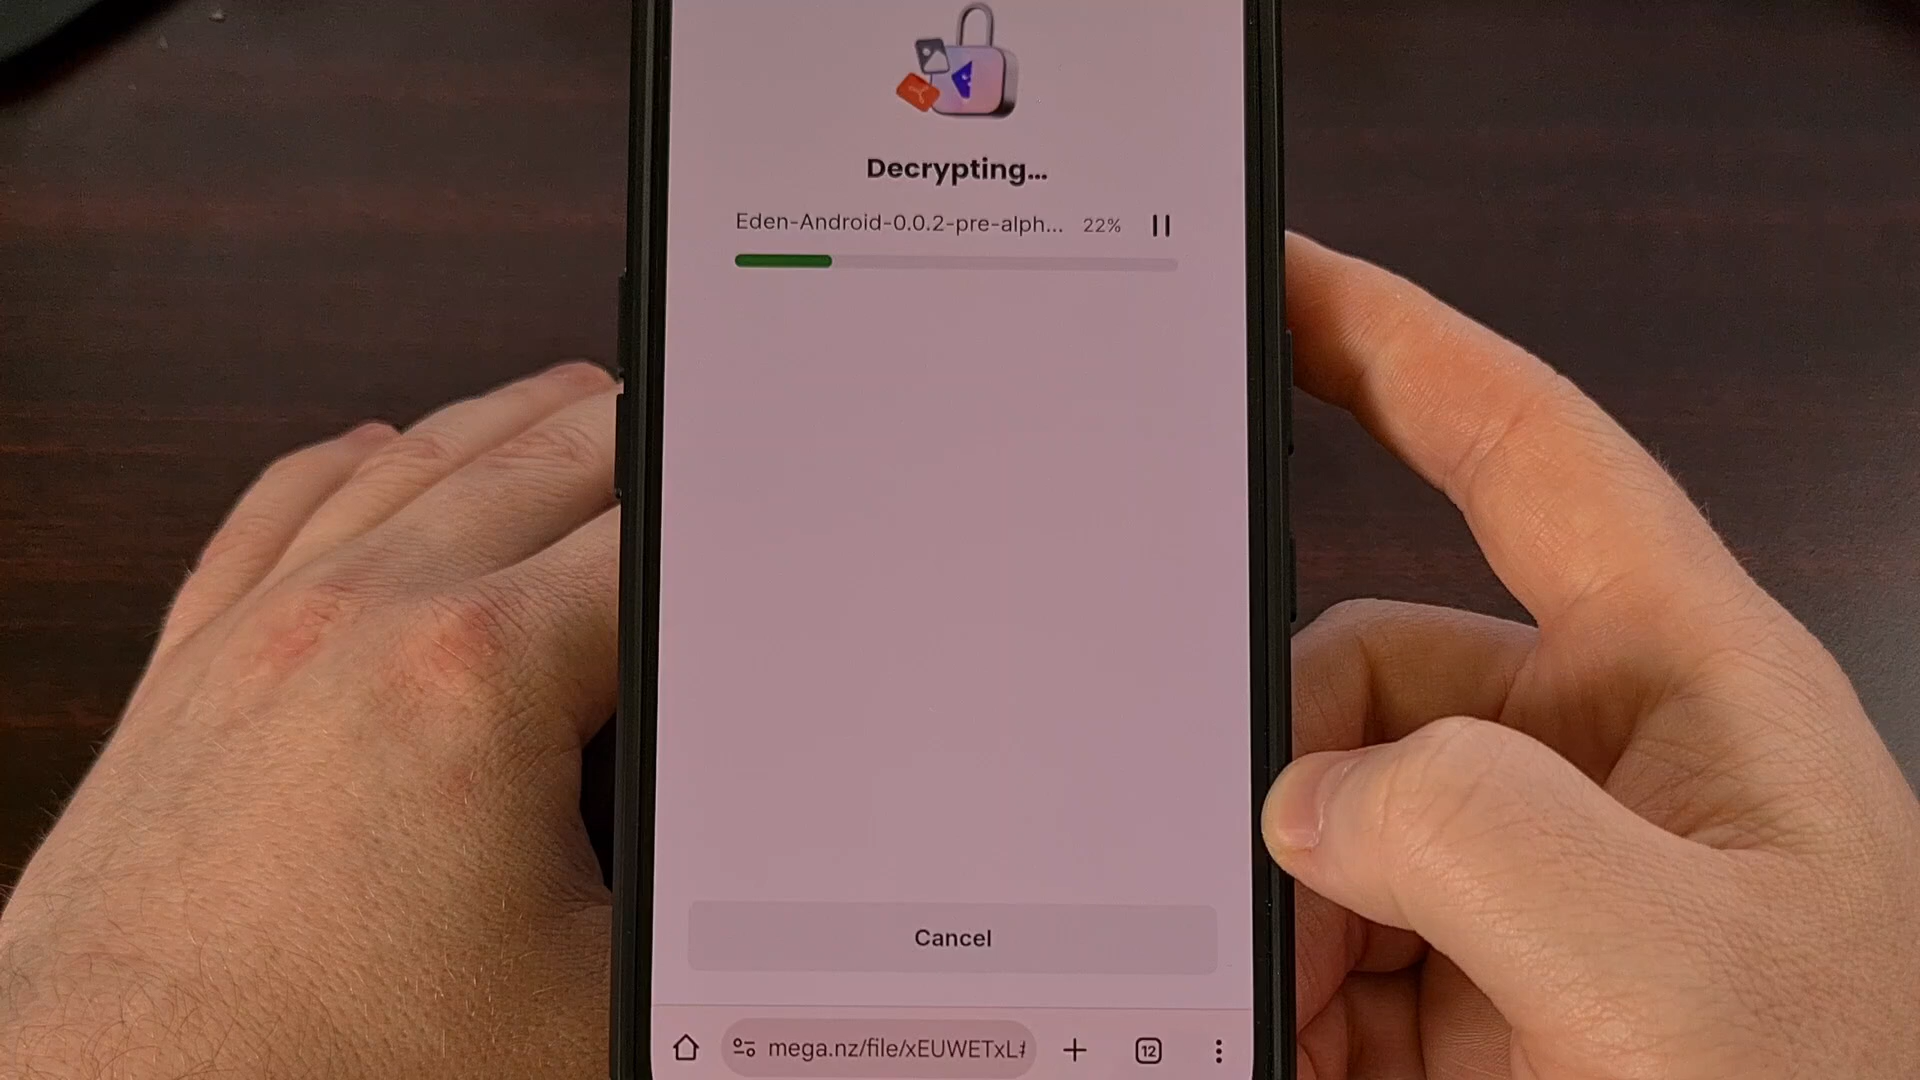 Decrypting...
Eden-Android-0.0.2-pre-alph... 22%
Cancel
mega.nz/file/xEUWETxL#
12